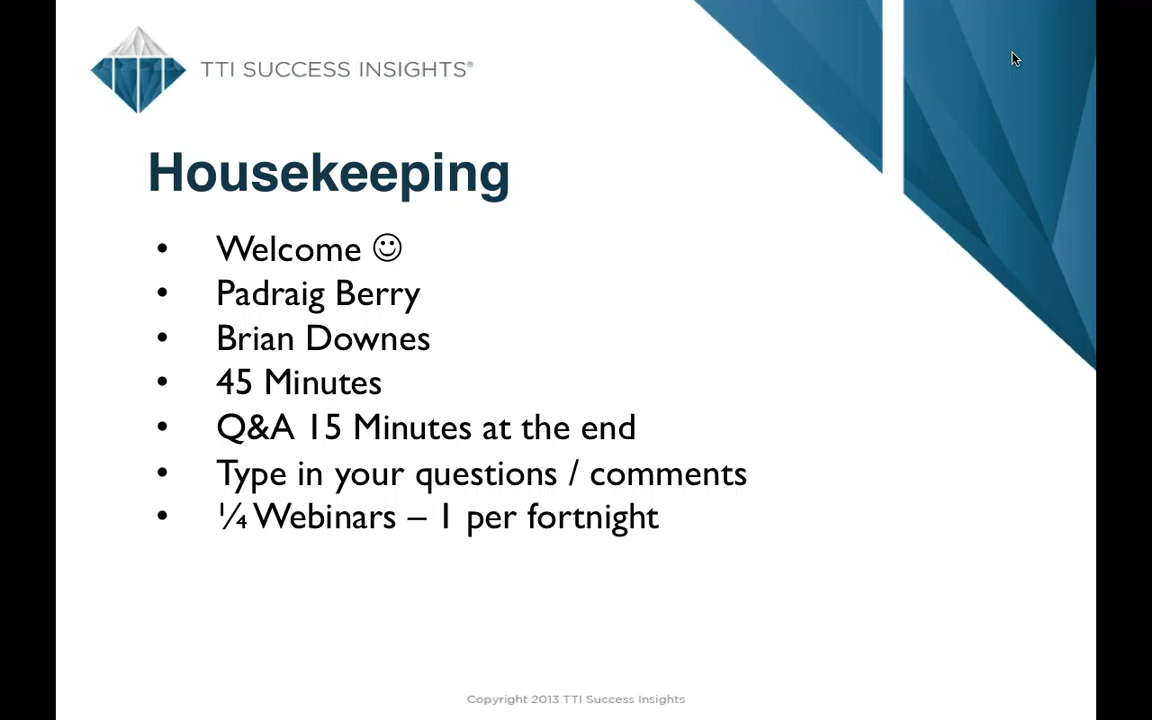 TTI SUCCESS INSIGHTS®
Housekeeping
• Welcome ☺
• Padraig Berry
• Brian Downes
• 45 Minutes
• Q&A 15 Minutes at the end
• Type in your questions / comments
• ¼ Webinars – 1 per fortnight
Copyright 2013 TTI Success Insights